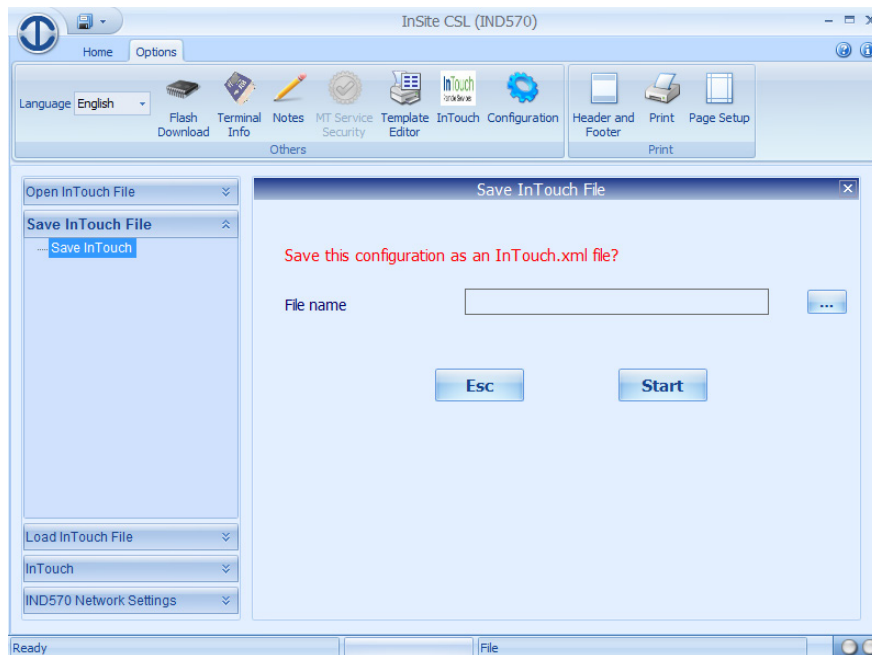 InSite CSL (IND570)
Home Options
Language English
Flash Download
Terminal Info
Notes
MT Service Security
Template Editor
InTouch
InTouch
Configuration
Header and Footer
Print
Page Setup
Others
Print
Open InTouch File
Save InTouch File
Save InTouch
Load InTouch File
InTouch
IND570 Network Settings
Save InTouch File
Save this configuration as an InTouch.xml file?
File name
...
Esc
Start
Ready
File